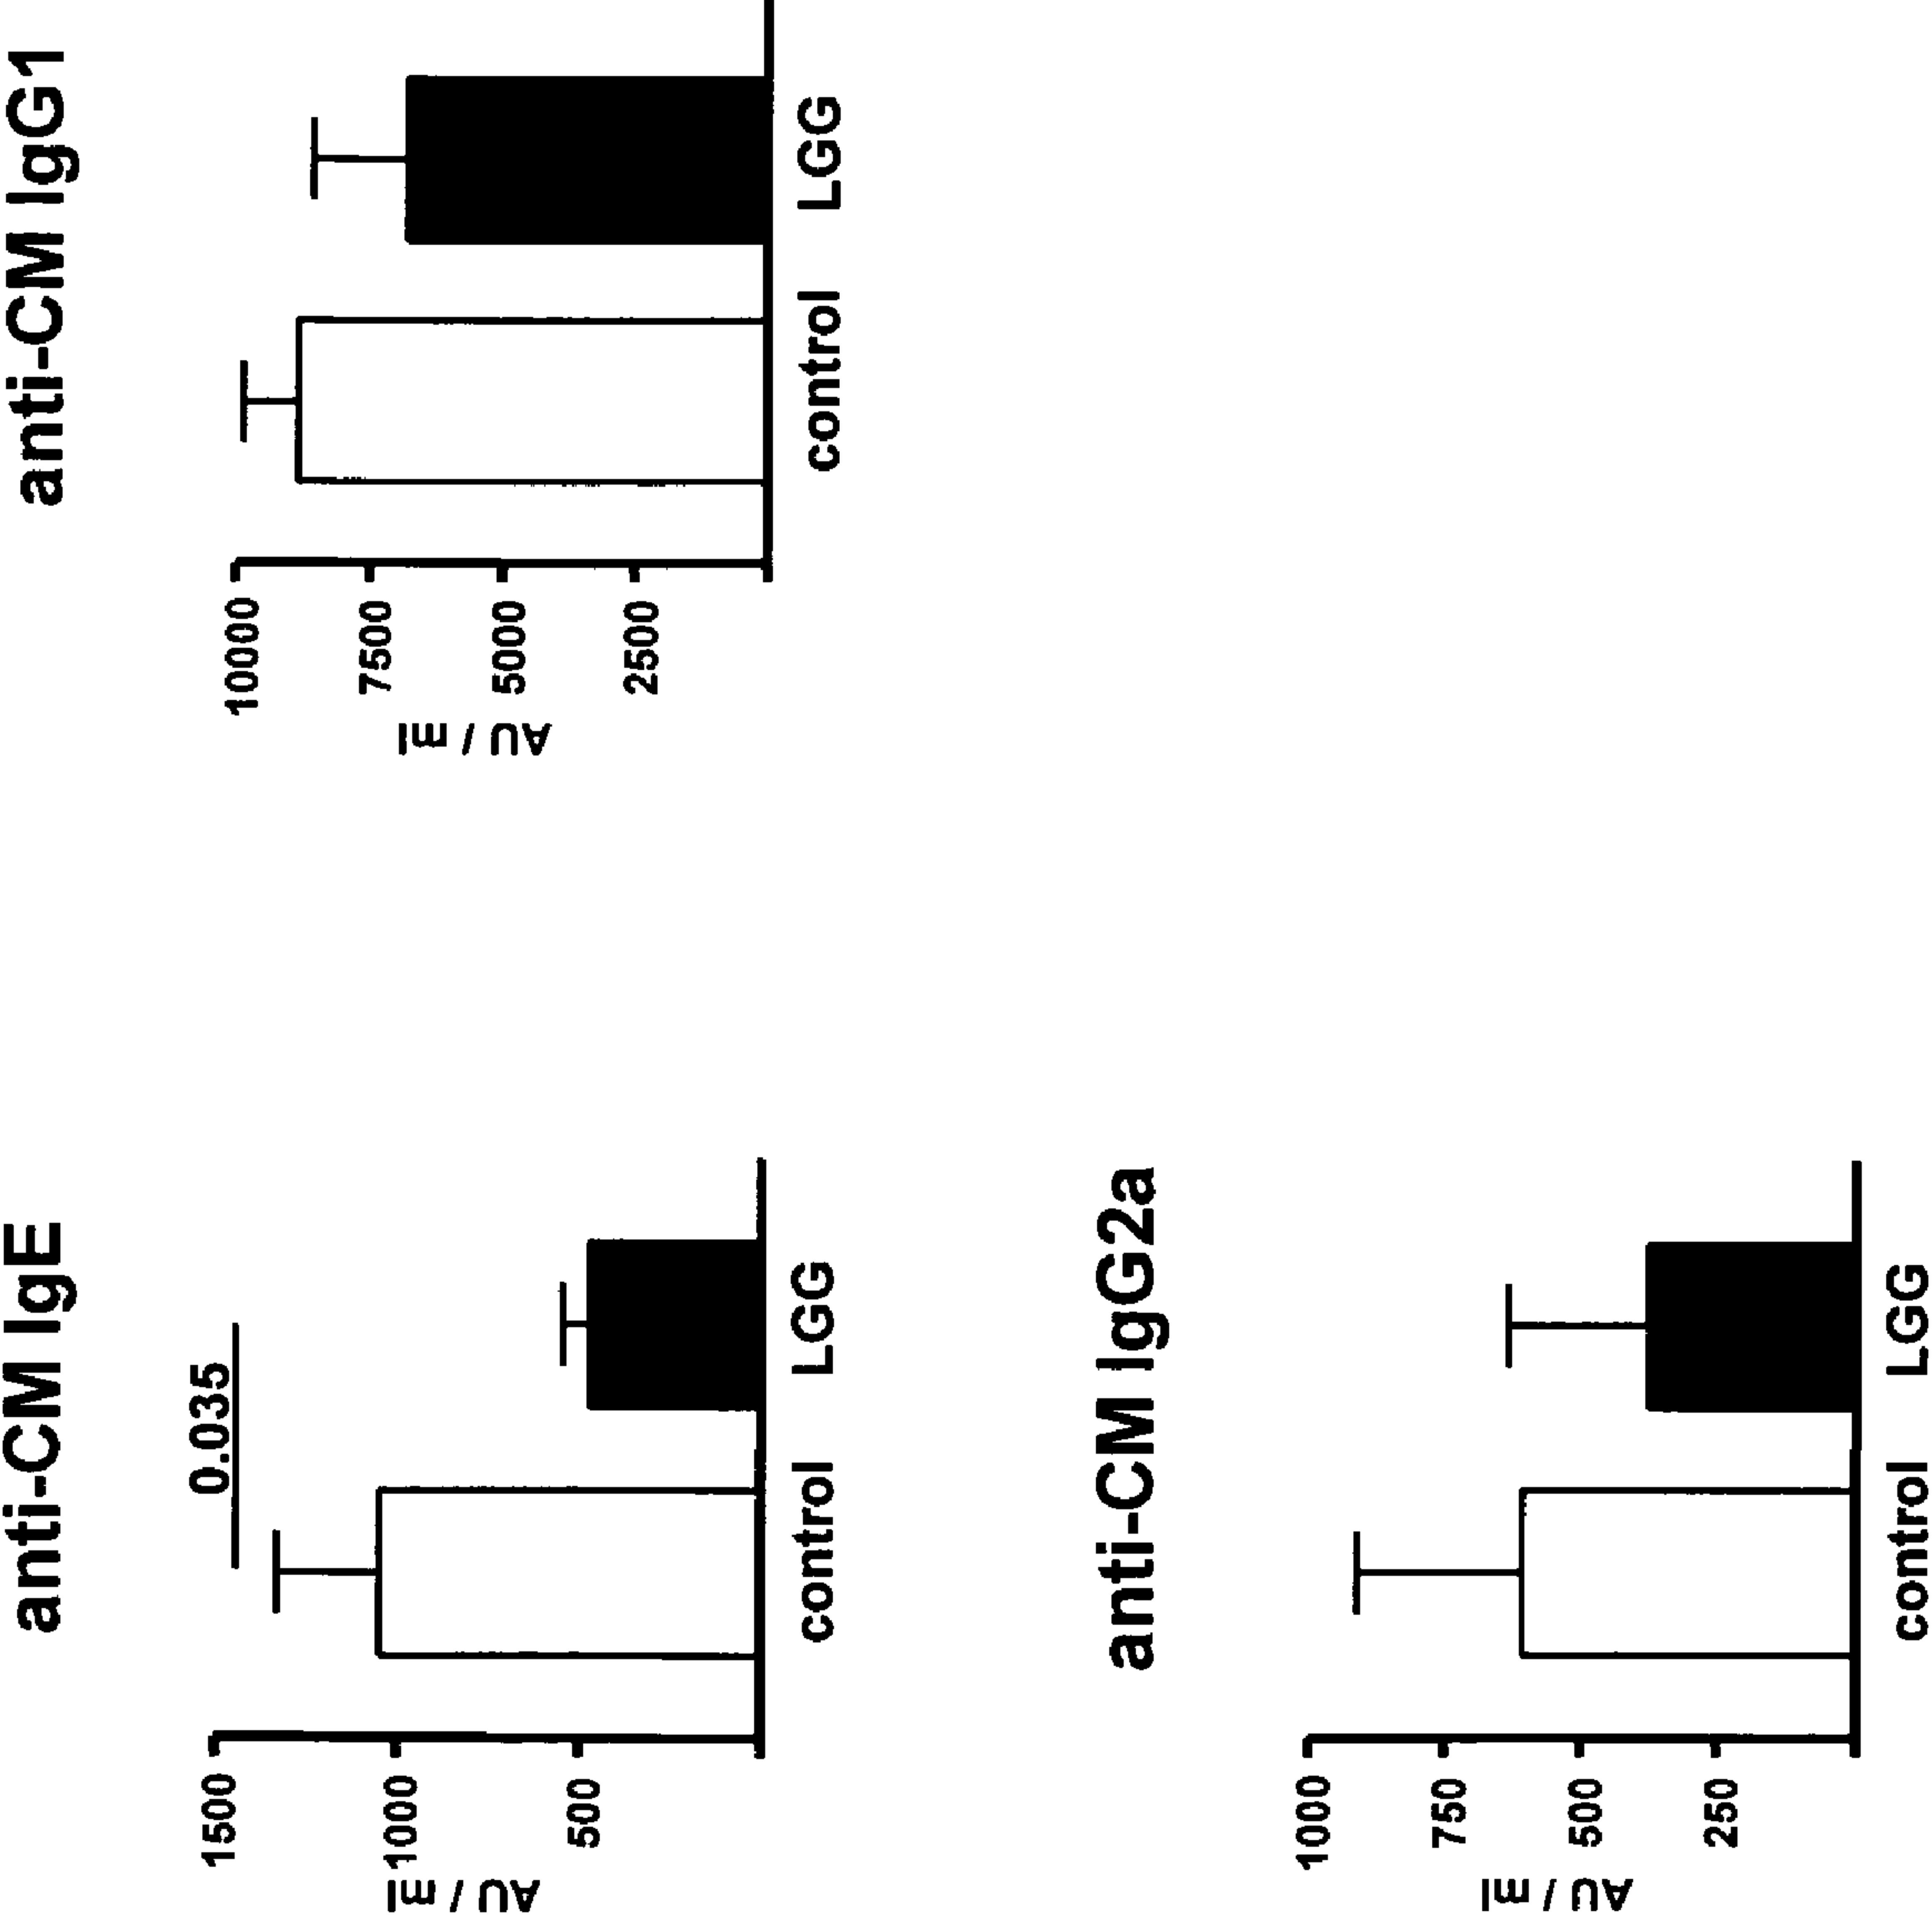 anti-CM IgE
0.035
1500
1000
500
AU / ml
control LGG
anti-CM IgG1
10000
7500
5000
2500
AU / ml
control LGG
anti-CM IgG2a
1000
750
500
250
AU / ml
control LGG